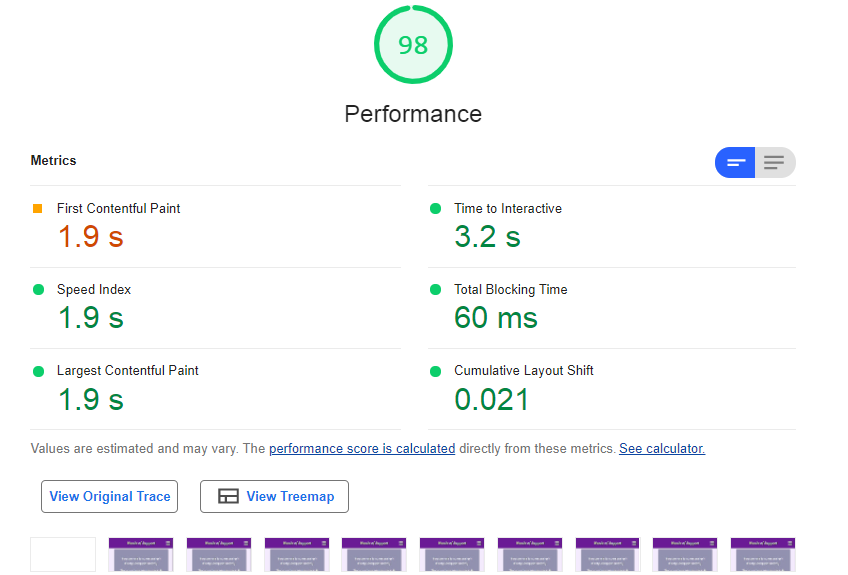 98
Performance
Metrics
First Contentful Paint
1.9 s
Time to Interactive
3.2 s
Speed Index
1.9 s
Total Blocking Time
60 ms
Largest Contentful Paint
1.9 s
Cumulative Layout Shift
0.021
Values are estimated and may vary. The performance score is calculated directly from these metrics. See calculator.
View Original Trace
View Treemap